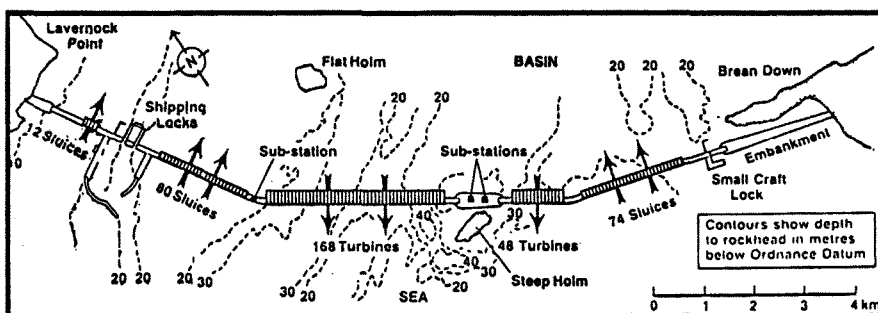 Lavernock
Point
N
Flat Holm
BASIN
Brean Down
20
20
20
20
20
Shipping
Locks
12 Sluices
Sub-station
Sub-stations
80 Sluices
Embankment
Small Craft
Lock
74 Sluices
40
30
168 Turbines
48 Turbines
40
30
20
Steep Holm
SEA
20
20
20
30
30
20
30
20
Contours show depth
to rockhead in metres
below Ordnance Datum
0 1 2 3 4 km